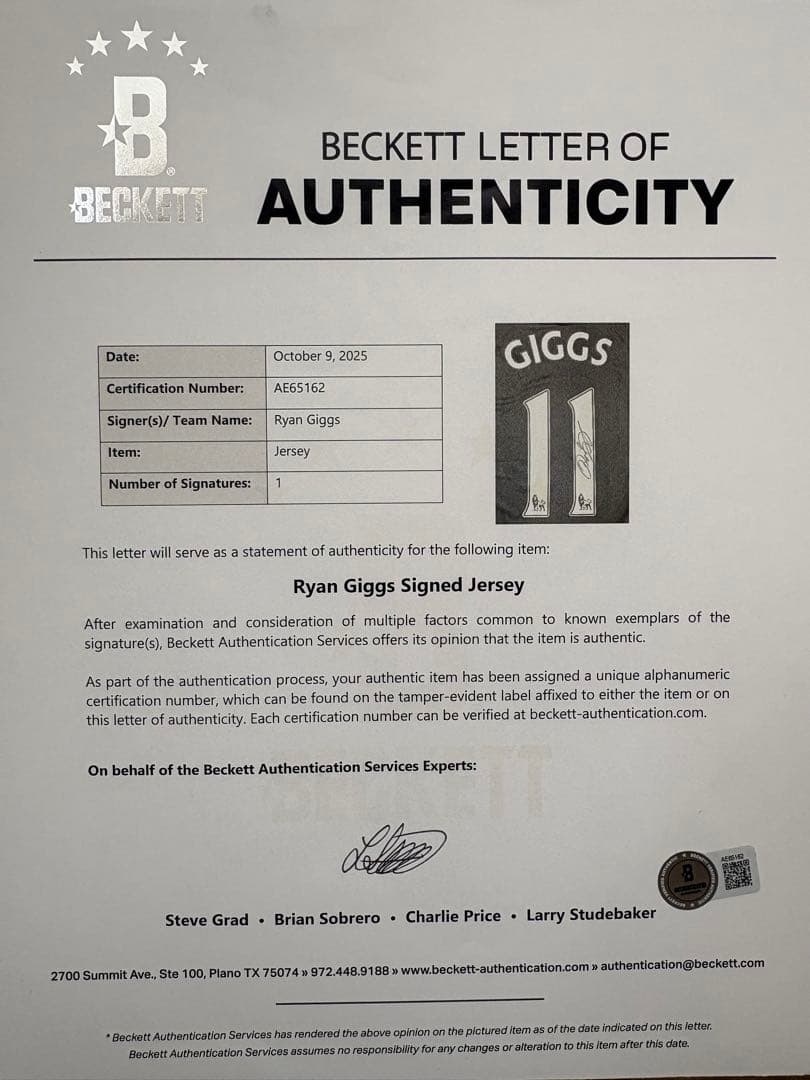 B
®
BECKETT
BECKETT LETTER OF
AUTHENTICITY
Date: October 9, 2025
Certification Number: AE65162
Signer(s)/ Team Name: Ryan Giggs
Item: Jersey
Number of Signatures: 1
GIGGS
11
This letter will serve as a statement of authenticity for the following item:
Ryan Giggs Signed Jersey
After examination and consideration of multiple factors common to known exemplars of the
signature(s), Beckett Authentication Services offers its opinion that the item is authentic.
As part of the authentication process, your authentic item has been assigned a unique alphanumeric
certification number, which can be found on the tamper-evident label affixed to either the item or on
this letter of authenticity. Each certification number can be verified at beckett-authentication.com.
On behalf of the Beckett Authentication Services Experts:
AE65162
B
Steve Grad • Brian Sobrero • Charlie Price • Larry Studebaker
2700 Summit Ave., Ste 100, Plano TX 75074 » 972.448.9188 » www.beckett-authentication.com » authentication@beckett.com
* Beckett Authentication Services has rendered the above opinion on the pictured item as of the date indicated on this letter.
Beckett Authentication Services assumes no responsibility for any changes or alteration to this item after this date.